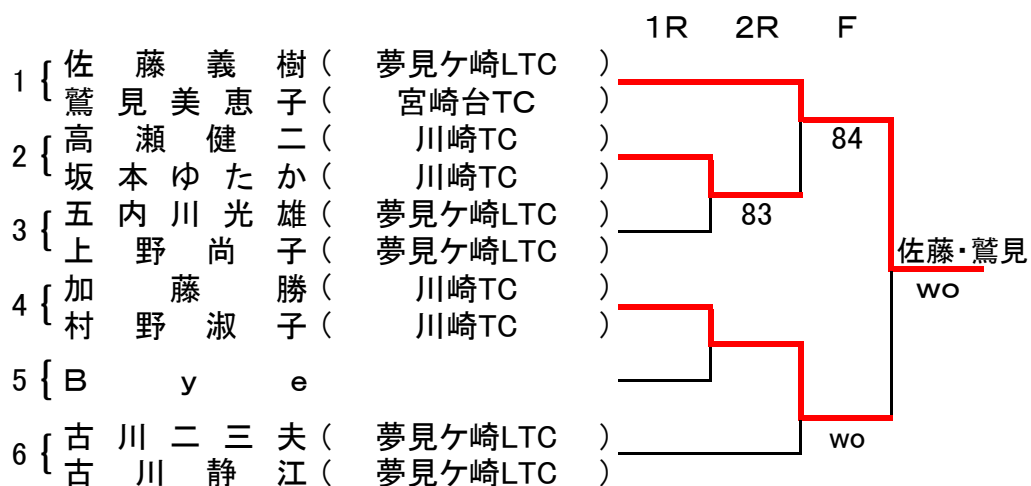 1R 2R F
1 { 佐藤義樹( 夢見ケ崎LTC )
鷲見美恵子( 宮崎台TC )
2 { 高瀬健二( 川崎TC )
坂本ゆたか( 川崎TC )
3 { 五内川光雄( 夢見ケ崎LTC )
上野尚子( 夢見ケ崎LTC )
4 { 加藤勝( 川崎TC )
村野淑子( 川崎TC )
5 { Bye
6 { 古川二三夫( 夢見ケ崎LTC )
古川静江( 夢見ケ崎LTC )
83
84
wo
佐藤・鷲見
wo